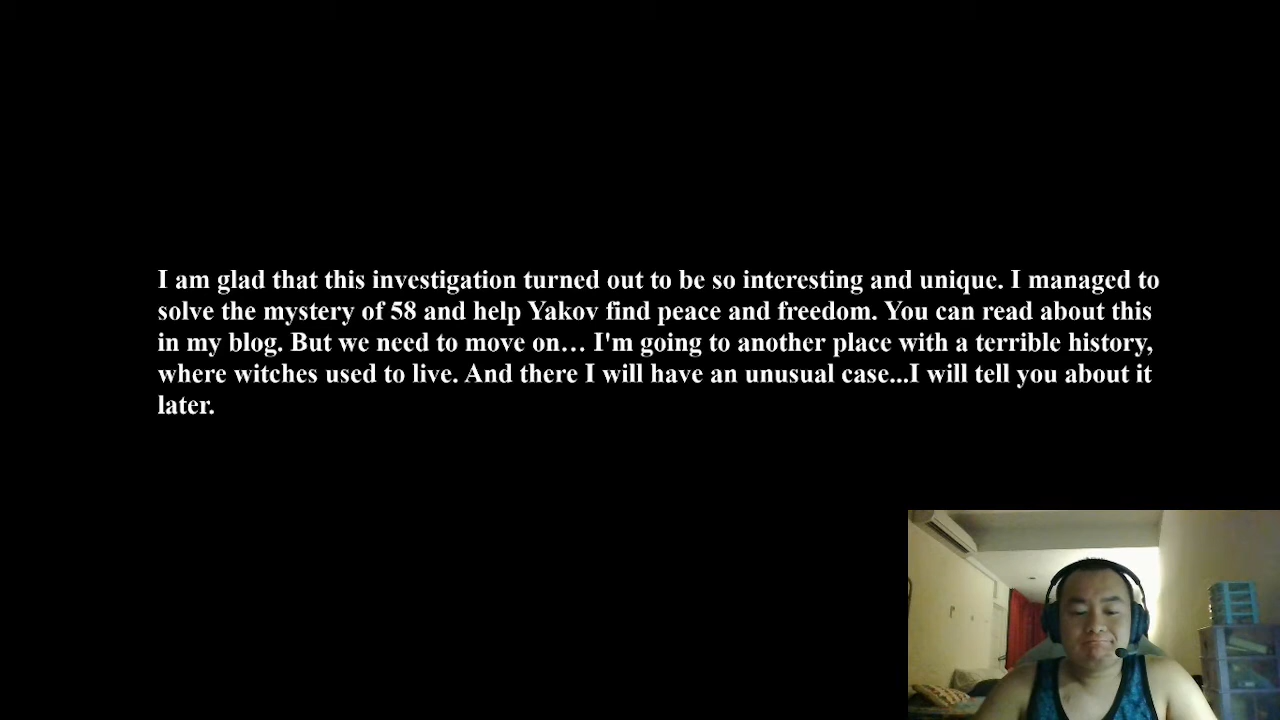 I am glad that this investigation turned out to be so interesting and unique. I managed to
solve the mystery of 58 and help Yakov find peace and freedom. You can read about this
in my blog. But we need to move on… I'm going to another place with a terrible history,
where witches used to live. And there I will have an unusual case...I will tell you about it
later.